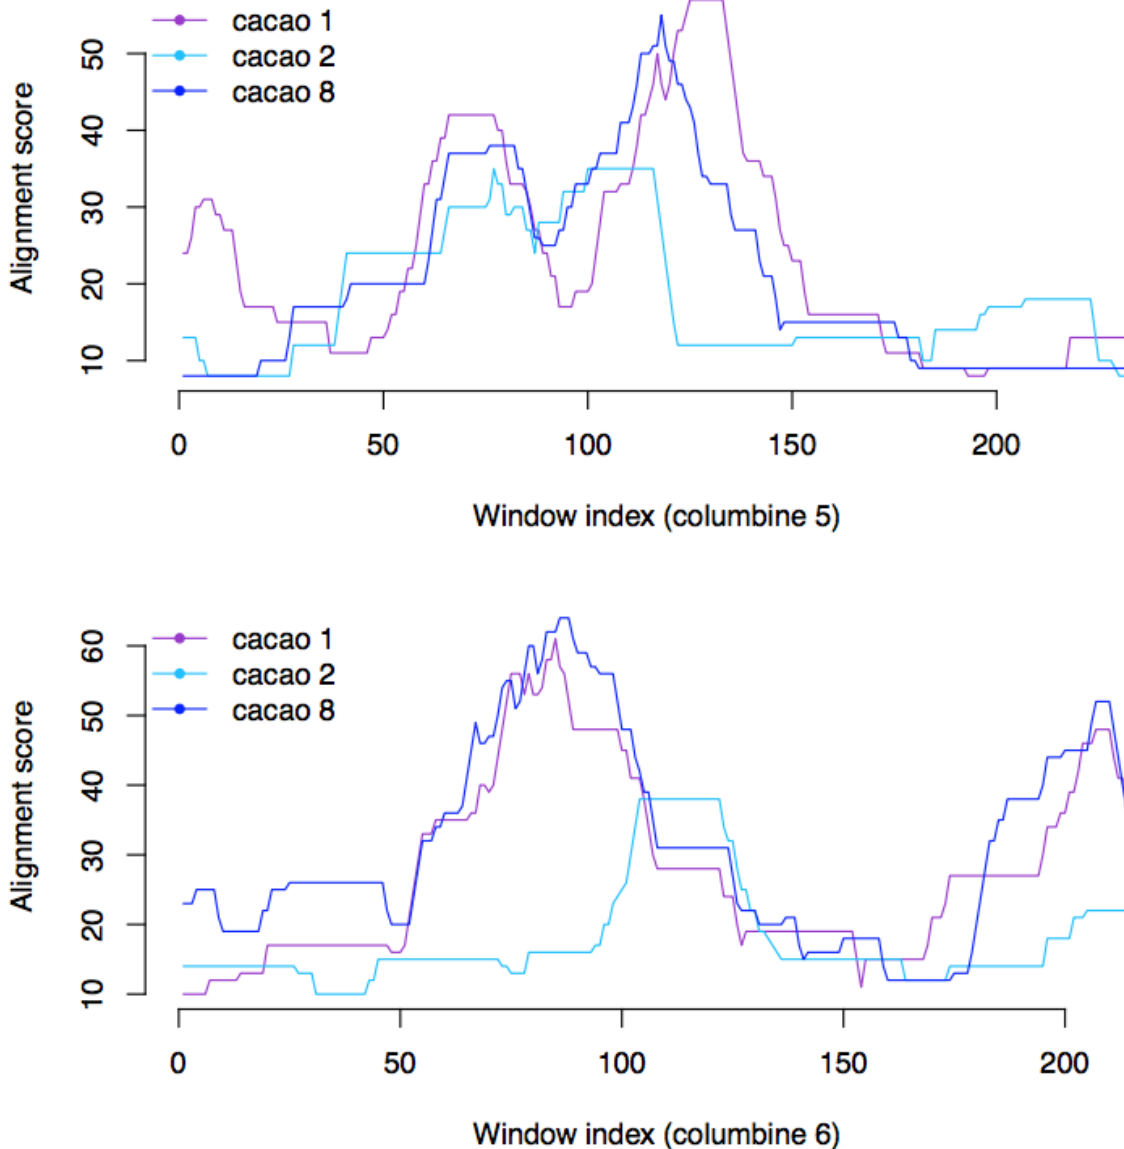 cacao 1
cacao 2
cacao 8
Alignment score
50
40
30
20
10
0 50 100 150 200
Window index (columbine 5)
cacao 1
cacao 2
cacao 8
Alignment score
60
50
40
30
20
10
0 50 100 150 200
Window index (columbine 6)